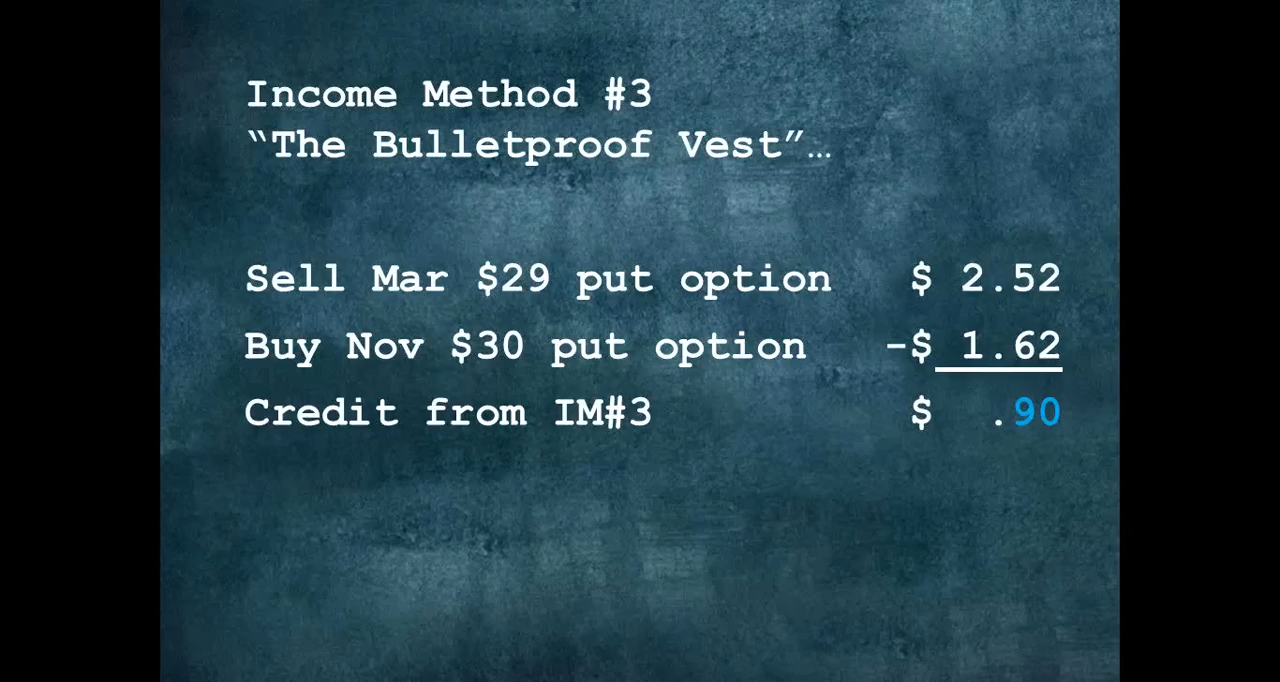 Income Method #3
“The Bulletproof Vest”…
Sell Mar $29 put option $ 2.52
Buy Nov $30 put option -$ 1.62
Credit from IM#3 $ .90